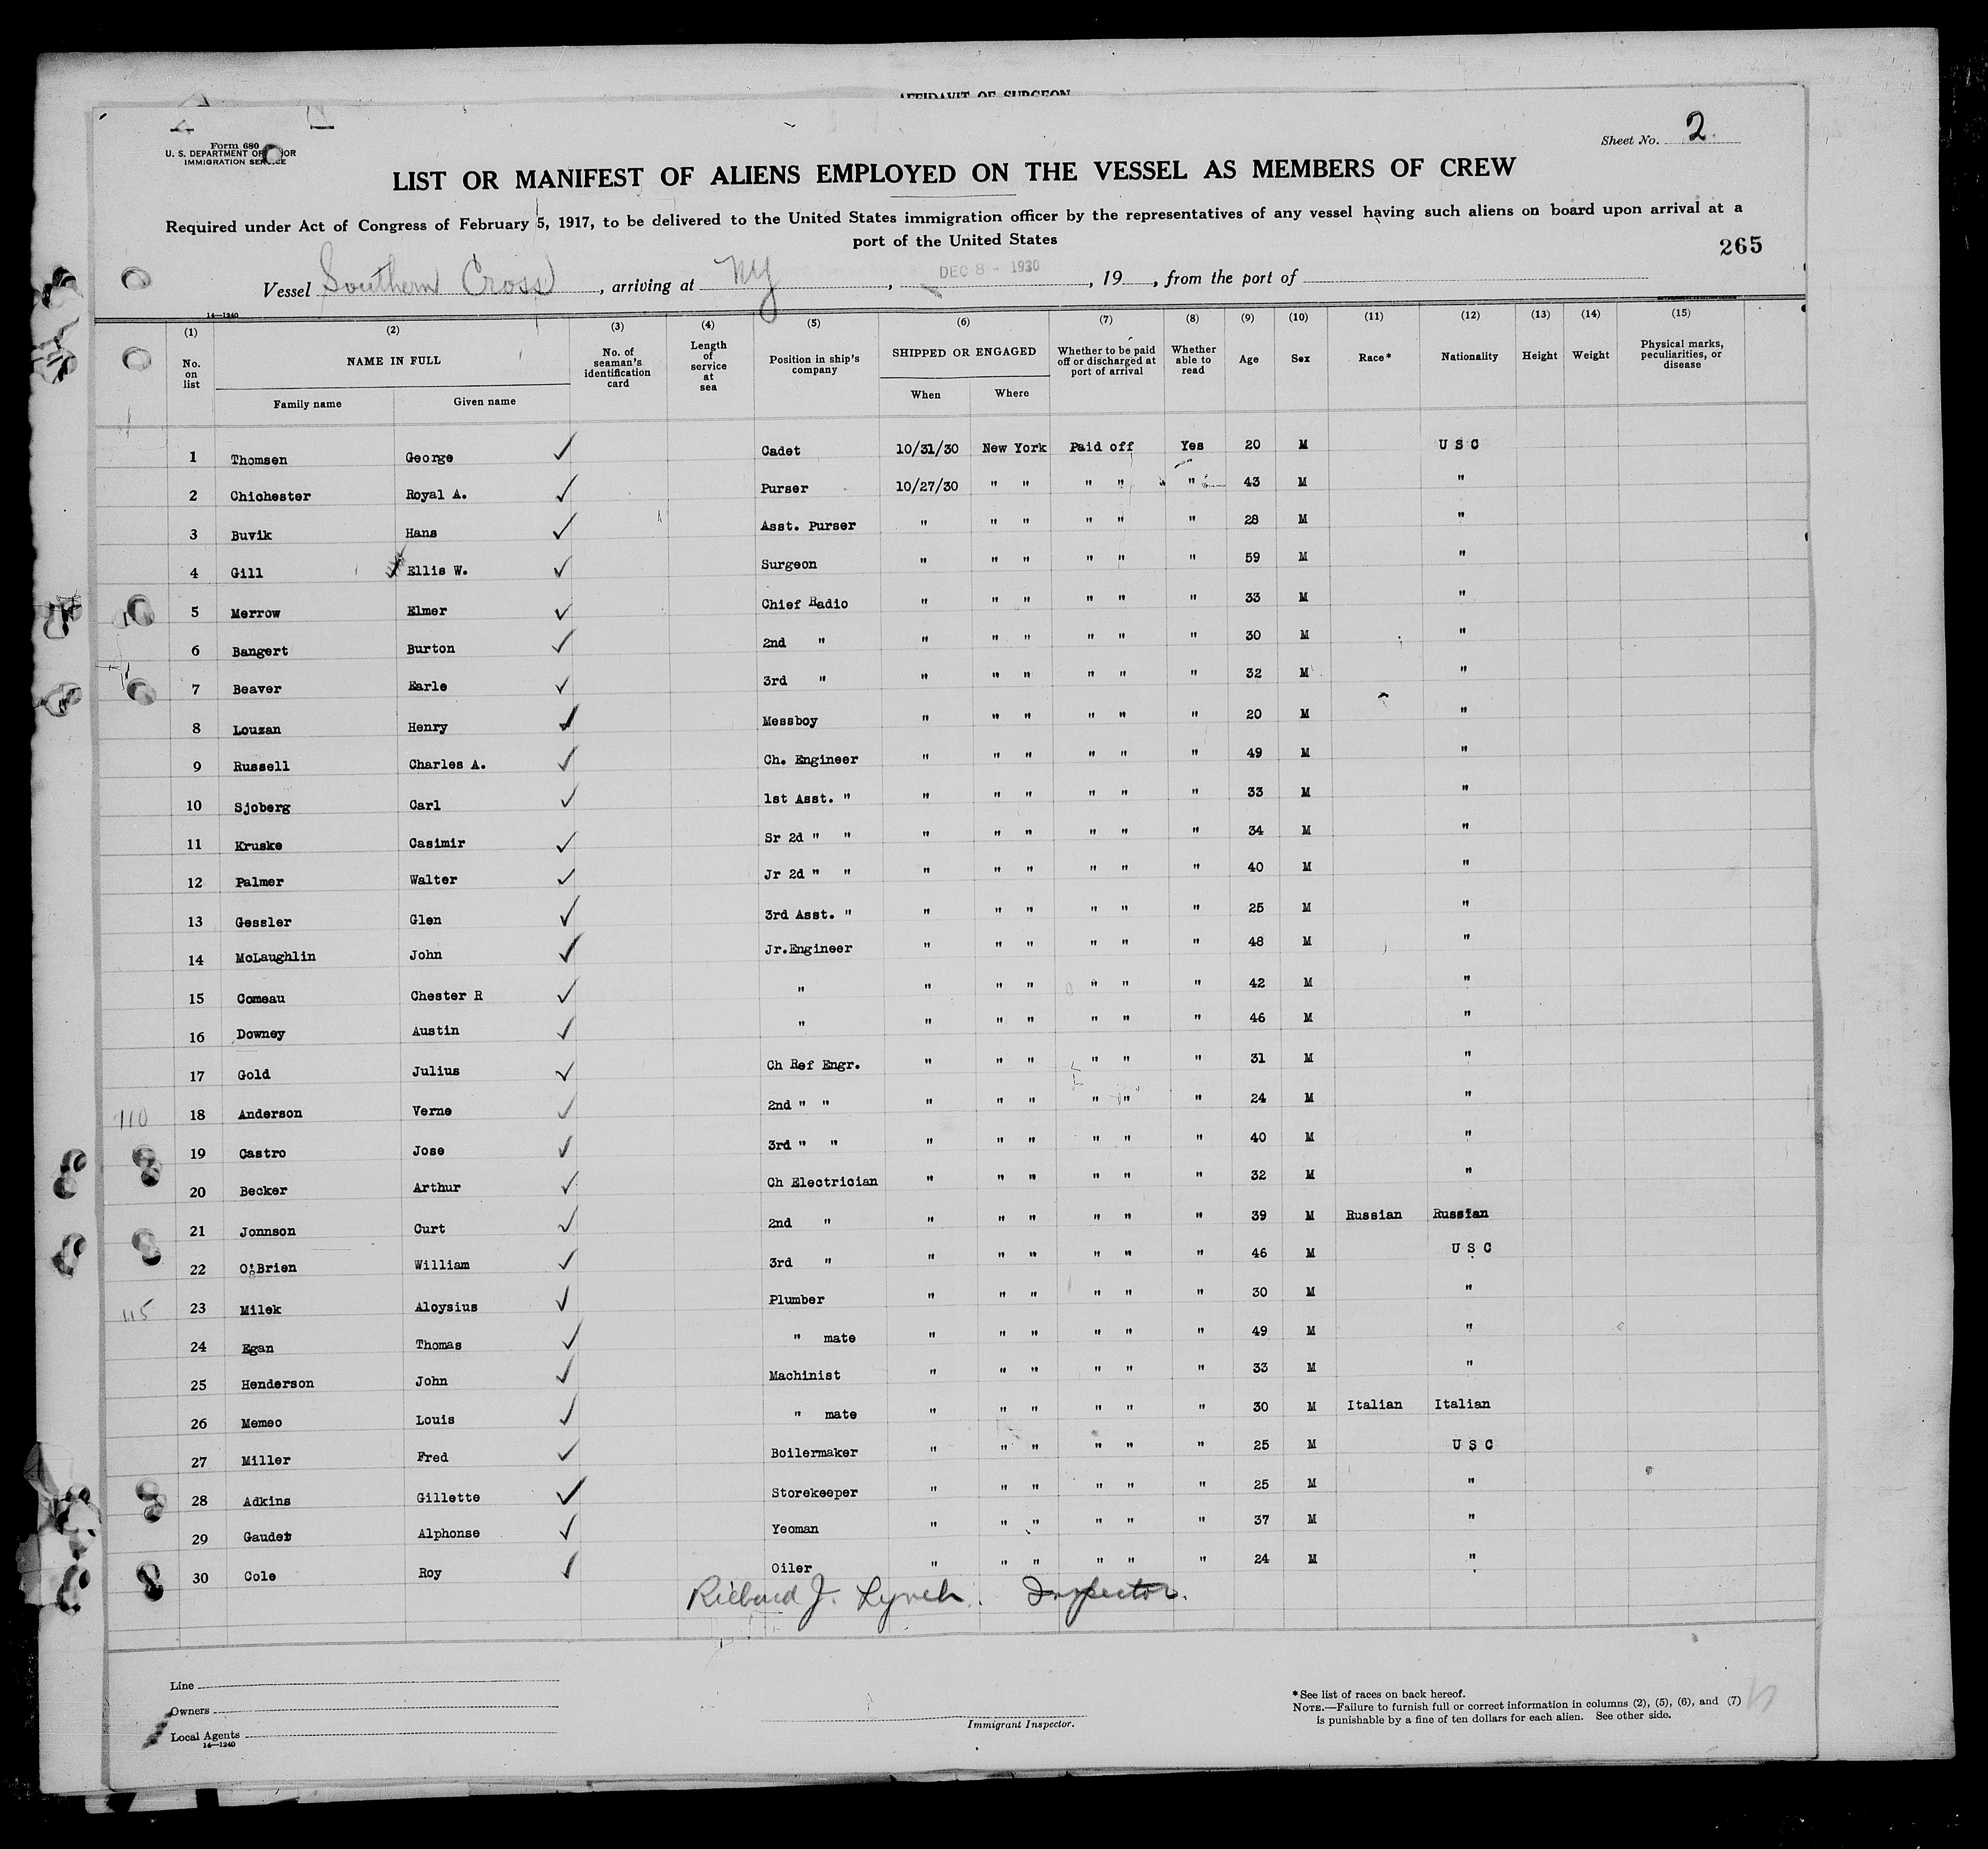 AFFIDAVIT OF SURGEON
Form 680
U. S. DEPARTMENT OF LABOR
IMMIGRATION SERVICE
Sheet No. 2
LIST OR MANIFEST OF ALIENS EMPLOYED ON THE VESSEL AS MEMBERS OF CREW
Required under Act of Congress of February 5, 1917, to be delivered to the United States immigration officer by the representatives of any vessel having such aliens on board upon arrival at a
port of the United States
265
Vessel Southern Cross, arriving at NY, DEC 8 - 1930, 19 , from the port of
14—1240
(1) (2) (3) (4) (5) (6) (7) (8) (9) (10) (11) (12) (13) (14) (15)
No. on list NAME IN FULL Family name Given name No. of seaman's identification card Length of service at sea Position in ship's company SHIPPED OR ENGAGED When Where Whether to be paid off or discharged at port of arrival Whether able to read Age Sex Race* Nationality Height Weight Physical marks, peculiarities, or disease
1 Thomsen George ✓ Cadet 10/31/30 New York Paid off Yes 20 M U S C
2 Chichester Royal A. ✓ Purser 10/27/30 " " " " " 43 M "
3 Buvik Hans ✓ Asst. Purser " " " " " " 28 M "
4 Gill Ellis W. ✓ Surgeon " " " " " " 59 M "
5 Merrow Elmer ✓ Chief Radio " " " " " " 33 M "
6 Bangert Burton ✓ 2nd " " " " " " " 30 M "
7 Beaver Earle ✓ 3rd " " " " " " " 32 M "
8 Louzan Henry ✓ Messboy " " " " " " 20 M "
9 Russell Charles A. ✓ Ch. Engineer " " " " " " 49 M "
10 Sjoberg Carl ✓ 1st Asst. " " " " " " " 33 M "
11 Kruske Casimir ✓ Sr 2d " " " " " " " " 34 M "
12 Palmer Walter ✓ Jr 2d " " " " " " " " 40 M "
13 Gessler Glen ✓ 3rd Asst. " " " " " " " 25 M "
14 McLaughlin John ✓ Jr.Engineer " " " " " " 48 M "
15 Comeau Chester R ✓ " " " " " " " 42 M "
16 Downey Austin ✓ " " " " " " " 46 M "
17 Gold Julius ✓ Ch Ref Engr. " " " " " " 31 M "
110 18 Anderson Verne ✓ 2nd " " " " " " " " 24 M "
19 Castro Jose ✓ 3rd " " " " " " " " 40 M "
20 Becker Arthur ✓ Ch Electrician " " " " " " 32 M "
21 Jonnson Curt ✓ 2nd " " " " " " " 39 M Russian Russian
22 O'Brien William ✓ 3rd " " " " " " " 46 M U S C
115 23 Milek Aloysius ✓ Plumber " " " " " " 30 M "
24 Egan Thomas ✓ " mate " " " " " " 49 M "
25 Henderson John ✓ Machinist " " " " " " 33 M "
26 Memeo Louis ✓ " mate " " " " " " 30 M Italian Italian
27 Miller Fred ✓ Boilermaker " " " " " " 25 M U S C
28 Adkins Gillette ✓ Storekeeper " " " " " " 25 M "
29 Gaudet Alphonse ✓ Yeoman " " " " " " 37 M "
30 Cole Roy ✓ Oiler " " " " " " 24 M "
Richard J. Lynch. Inspector.
Line
Owners
Local Agents
14—1240
Immigrant Inspector.
*See list of races on back hereof.
NOTE.—Failure to furnish full or correct information in columns (2), (5), (6), and (7)
is punishable by a fine of ten dollars for each alien. See other side.